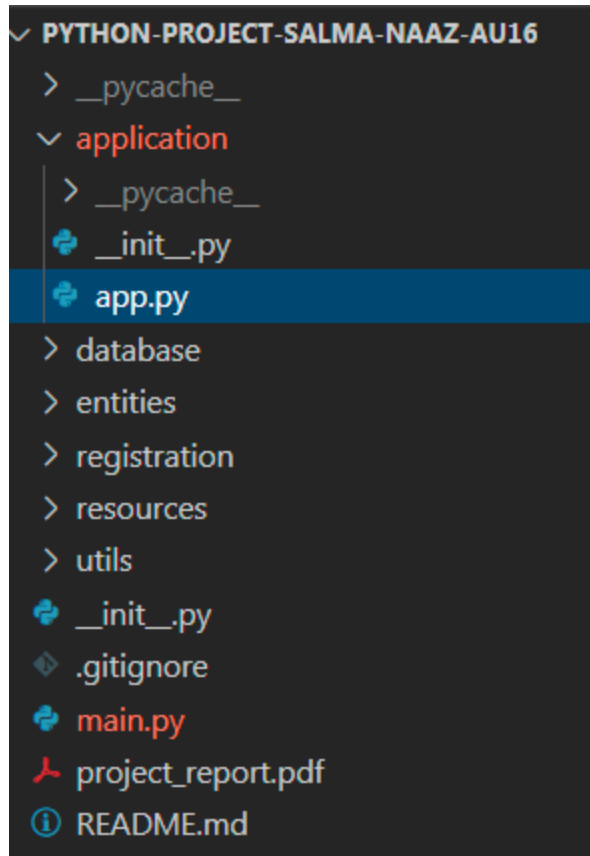 PYTHON-PROJECT-SALMA-NAAZ-AU16
__pycache__
application
__pycache__
__init__.py
app.py
database
entities
registration
resources
utils
__init__.py
.gitignore
main.py
project_report.pdf
README.md